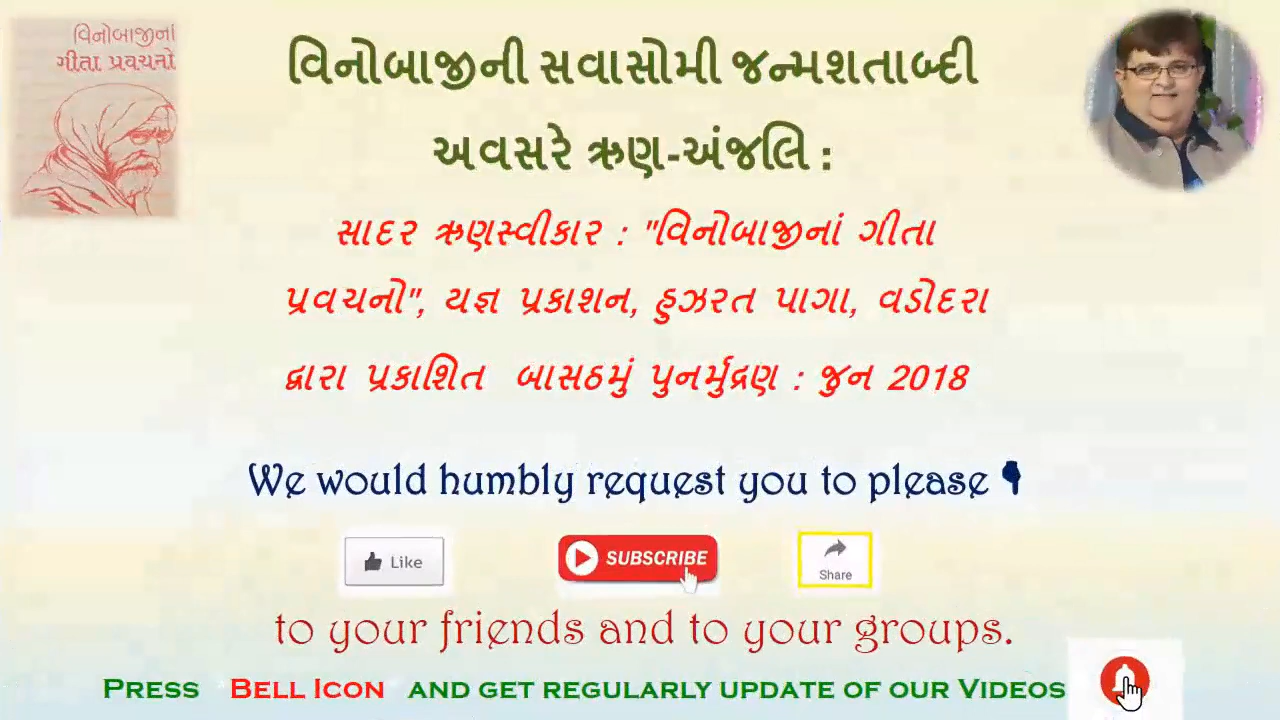 વિનોબાજીનાં
ગીતા પ્રવચનો
વિનોબાજીની સવાસોમી જન્મશતાબ્દી
અવસરે ઋણ-અંજલિ :
સાદર ઋણસ્વીકાર : "વિનોબાજીનાં ગીતા
પ્રવચનો", યજ્ઞ પ્રકાશન, હુઝરત પાગા, વડોદરા
દ્વારા પ્રકાશિત બાસઠમું પુનર્મુદ્રણ : જુન 2018
We would humbly request you to please 👇
Like
SUBSCRIBE
Share
to your friends and to your groups.
PRESS BELL ICON AND GET REGULARLY UPDATE OF OUR VIDEOS